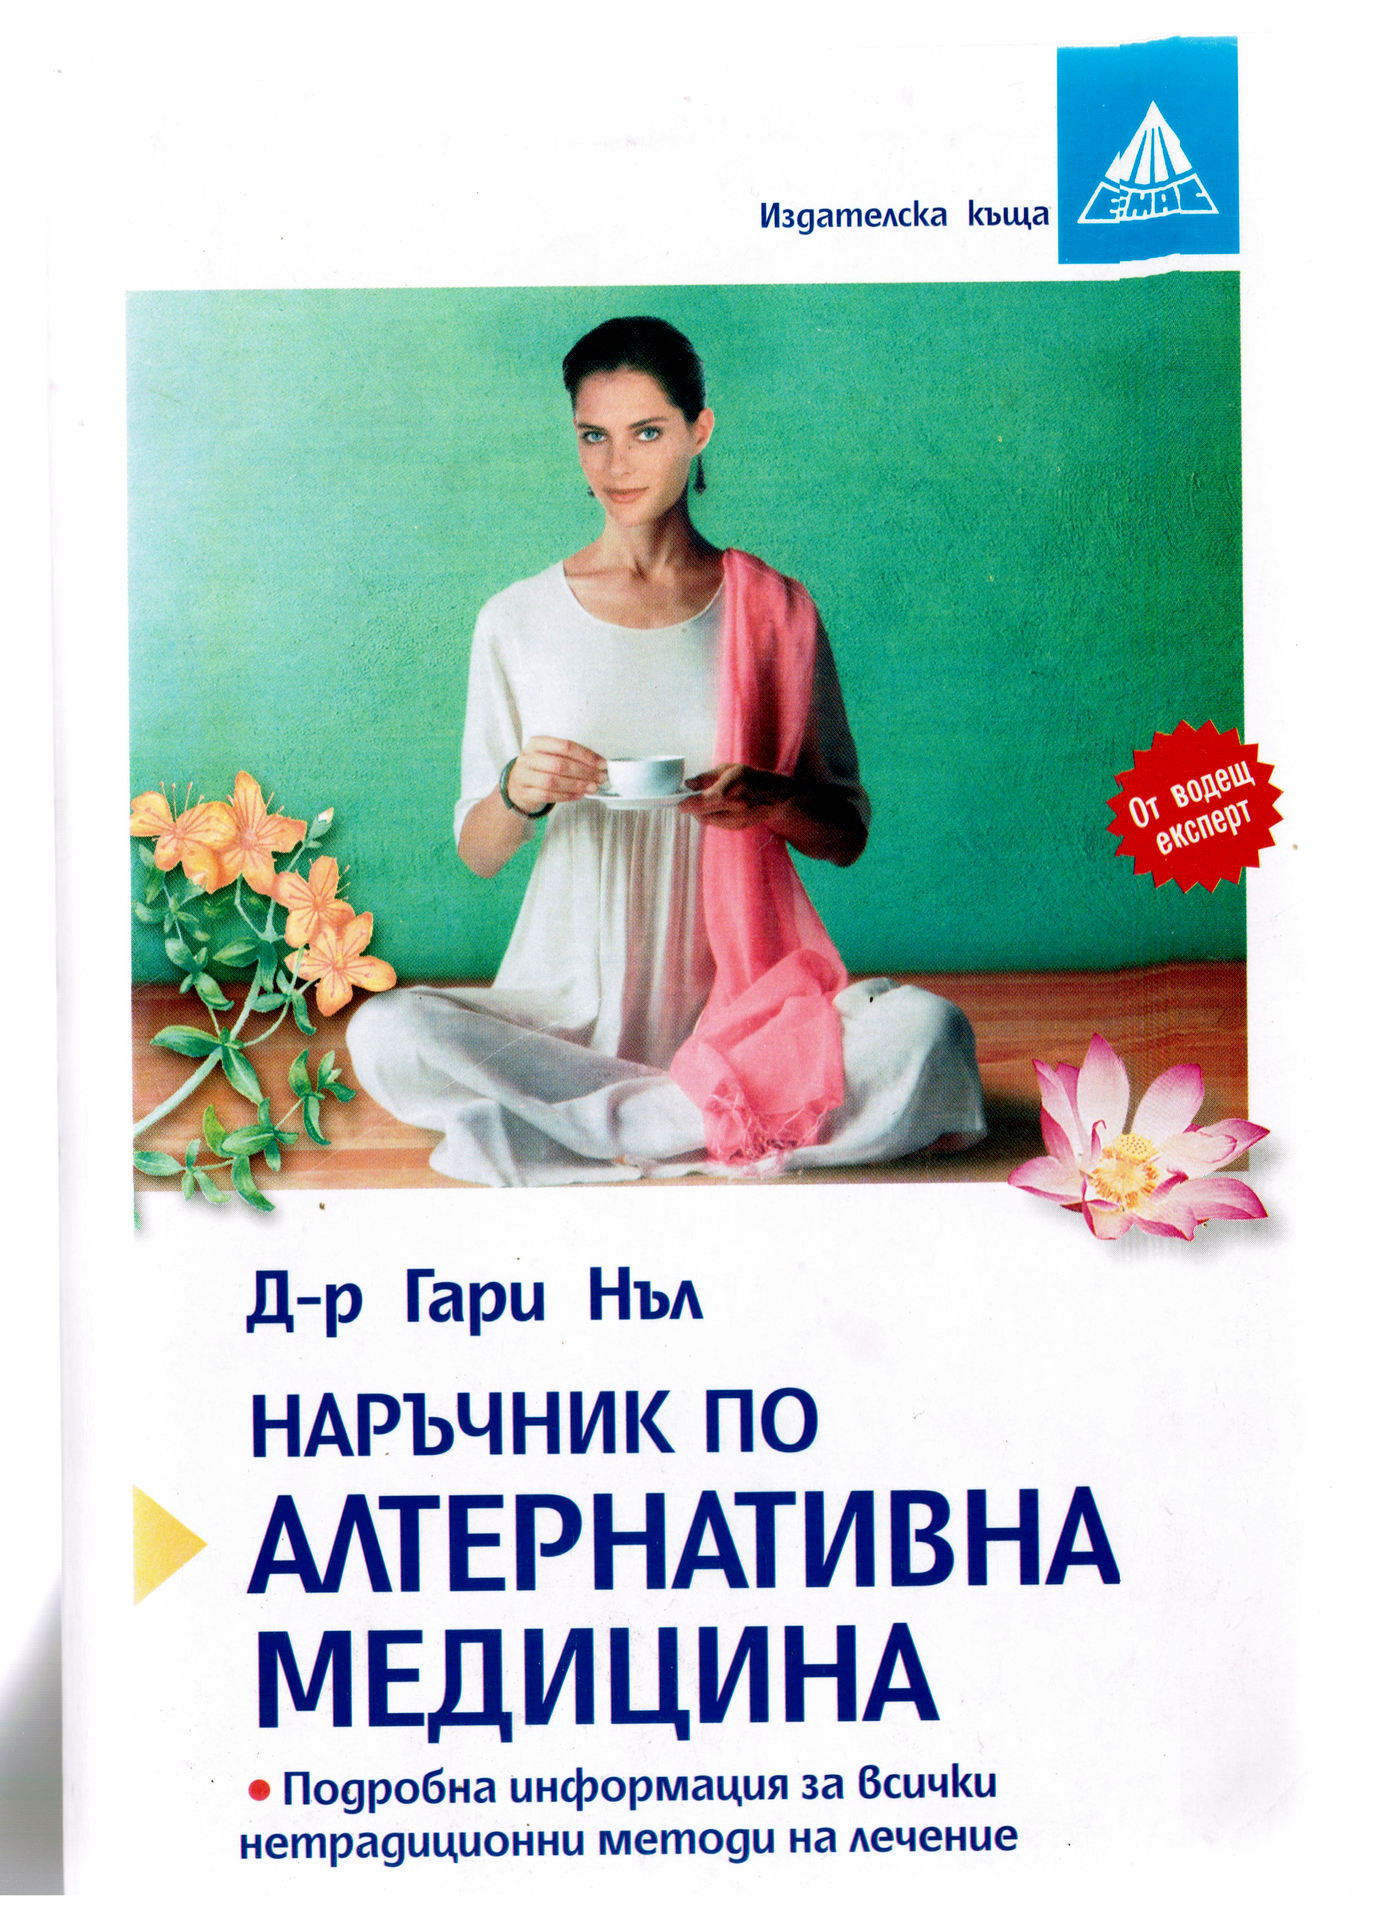 Издателска къща
Е-МАС
От водещ
експерт
Д-р Гари Нъл
НАРЪЧНИК ПО
АЛТЕРНАТИВНА
МЕДИЦИНА
• Подробна информация за всички
нетрадиционни методи на лечение